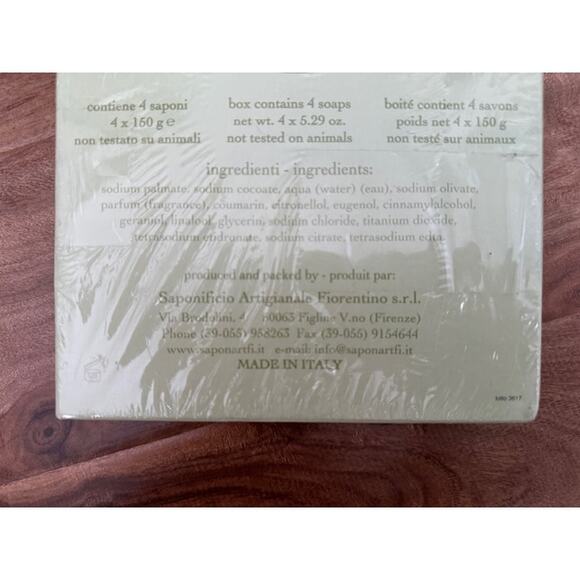 contiene 4 saponi
4 x 150 g e
non testato su animali
box contains 4 soaps
net wt. 4 x 5.29 oz.
not tested on animals
boité contient 4 savons
poids net 4 x 150 g
non testé sur animaux
ingredienti - ingredients:
sodium palmate, sodium cocoate, aqua (water) (eau), sodium olivate,
parfum (fragrance), coumarin, citronellol, eugenol, cinnamylalcohol,
geraniol, linalool, glycerin, sodium chloride, titanium dioxide,
tetrasodium etidronate, sodium citrate, tetrasodium edta.
produced and packed by - produit par:
Saponificio Artigianale Fiorentino s.r.l.
Via Brodolini, 50063 Figline V.no (Firenze)
Phone (39-055) 958263 Fax (39-055) 9154644
www.saponartfi.it e-mail: info@saponartfi.it
MADE IN ITALY